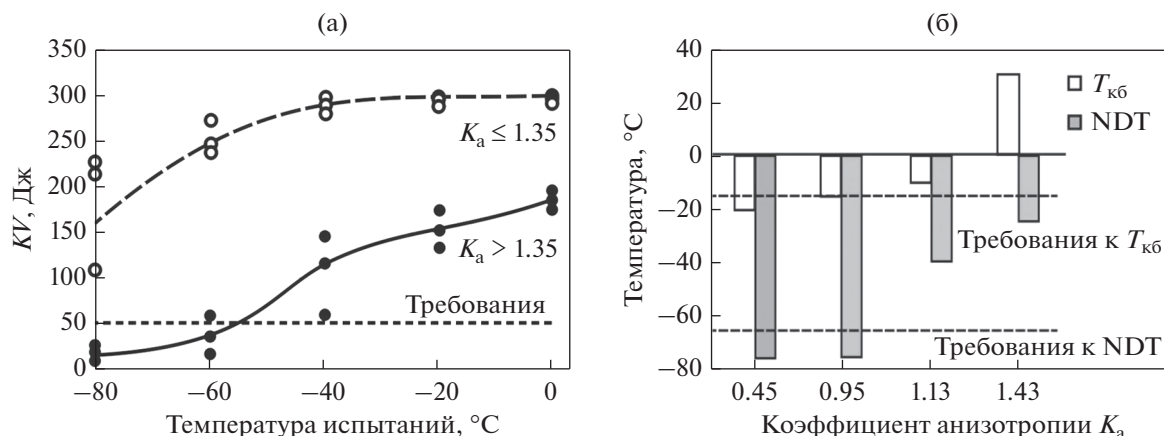 (а)
350
300
250
200
150
100
50
0
KV, Дж
Kа ≤ 1.35
Kа > 1.35
Требования
−80
−60
−40
−20
0
Температура испытаний, °C
(б)
40
20
0
−20
−40
−60
−80
Температура, °C
Tкб
NDT
Требования к Tкб
Требования к NDT
0.45
0.95
1.13
1.43
Коэффициент анизотропии Kа